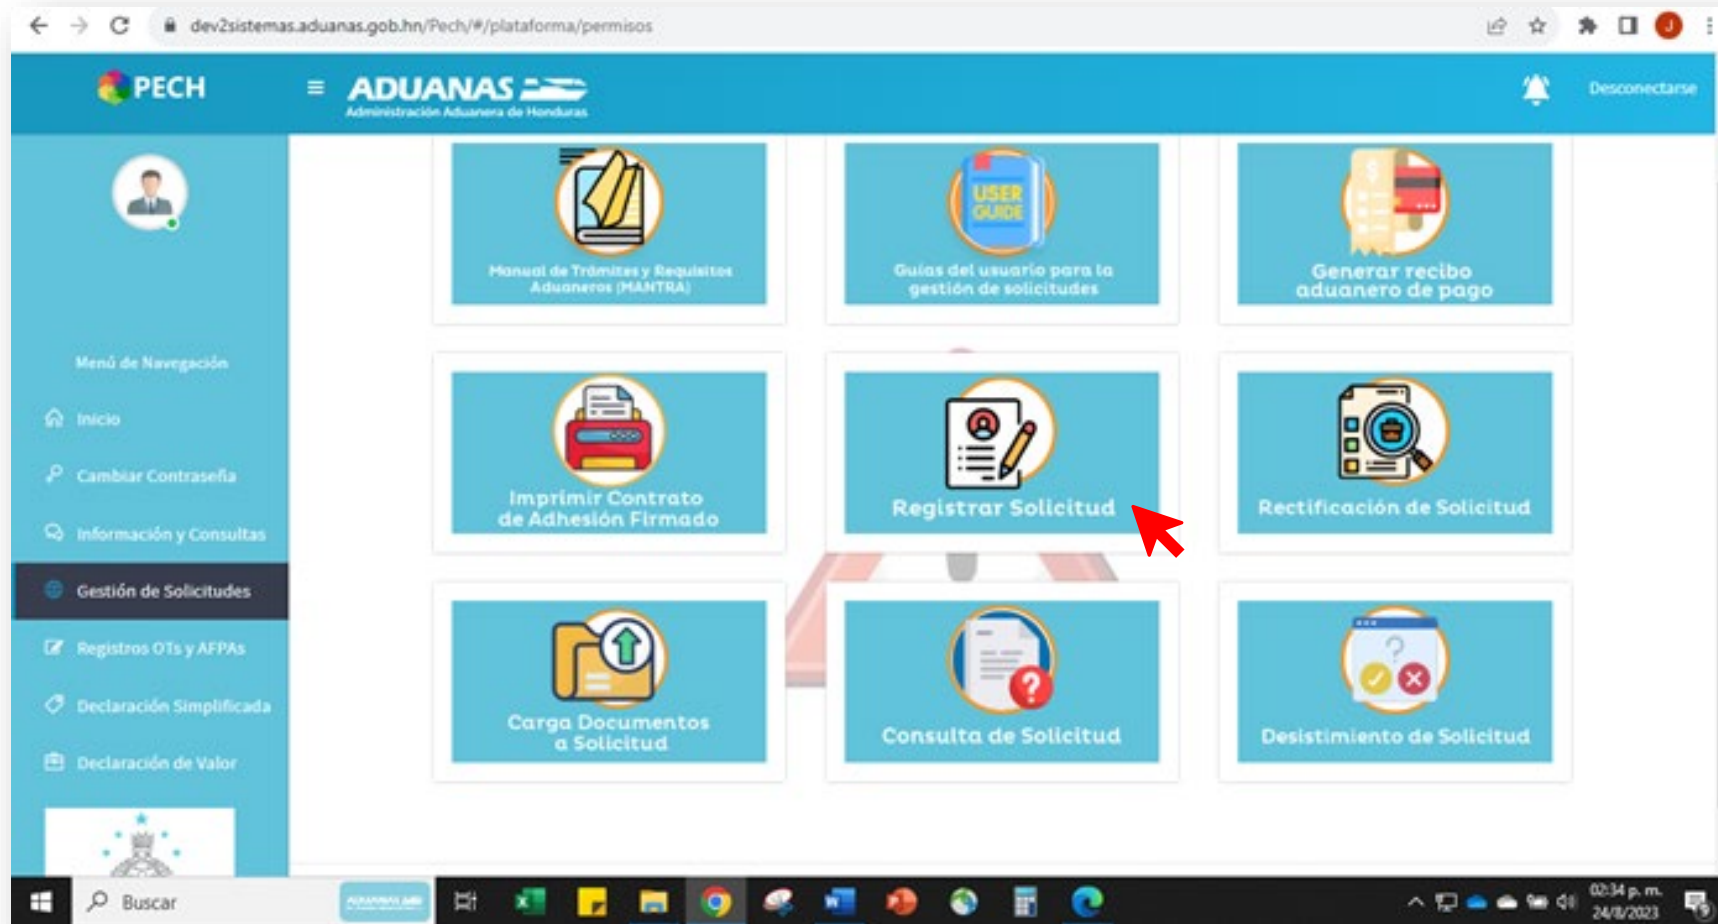 dev2sistemas.aduanas.gob.hn/Pech/#/plataforma/permisos
J
PECH
ADUANAS
Administración Aduanera de Honduras
Desconectarse
Menú de Navegación
Inicio
Cambiar Contraseña
Información y Consultas
Gestión de Solicitudes
Registros OTs y AFPAs
Declaración Simplificada
Declaración de Valor
Manual de Trámites y Requisitos
Aduaneros (MANTRA)
USER
GUIDE
Guías del usuario para la
gestión de solicitudes
$
Generar recibo
aduanero de pago
Imprimir Contrato
de Adhesión Firmado
Registrar Solicitud
Rectificación de Solicitud
Carga Documentos
a Solicitud
Consulta de Solicitud
Desistimiento de Solicitud
Buscar
02:34 p. m.
24/8/2023